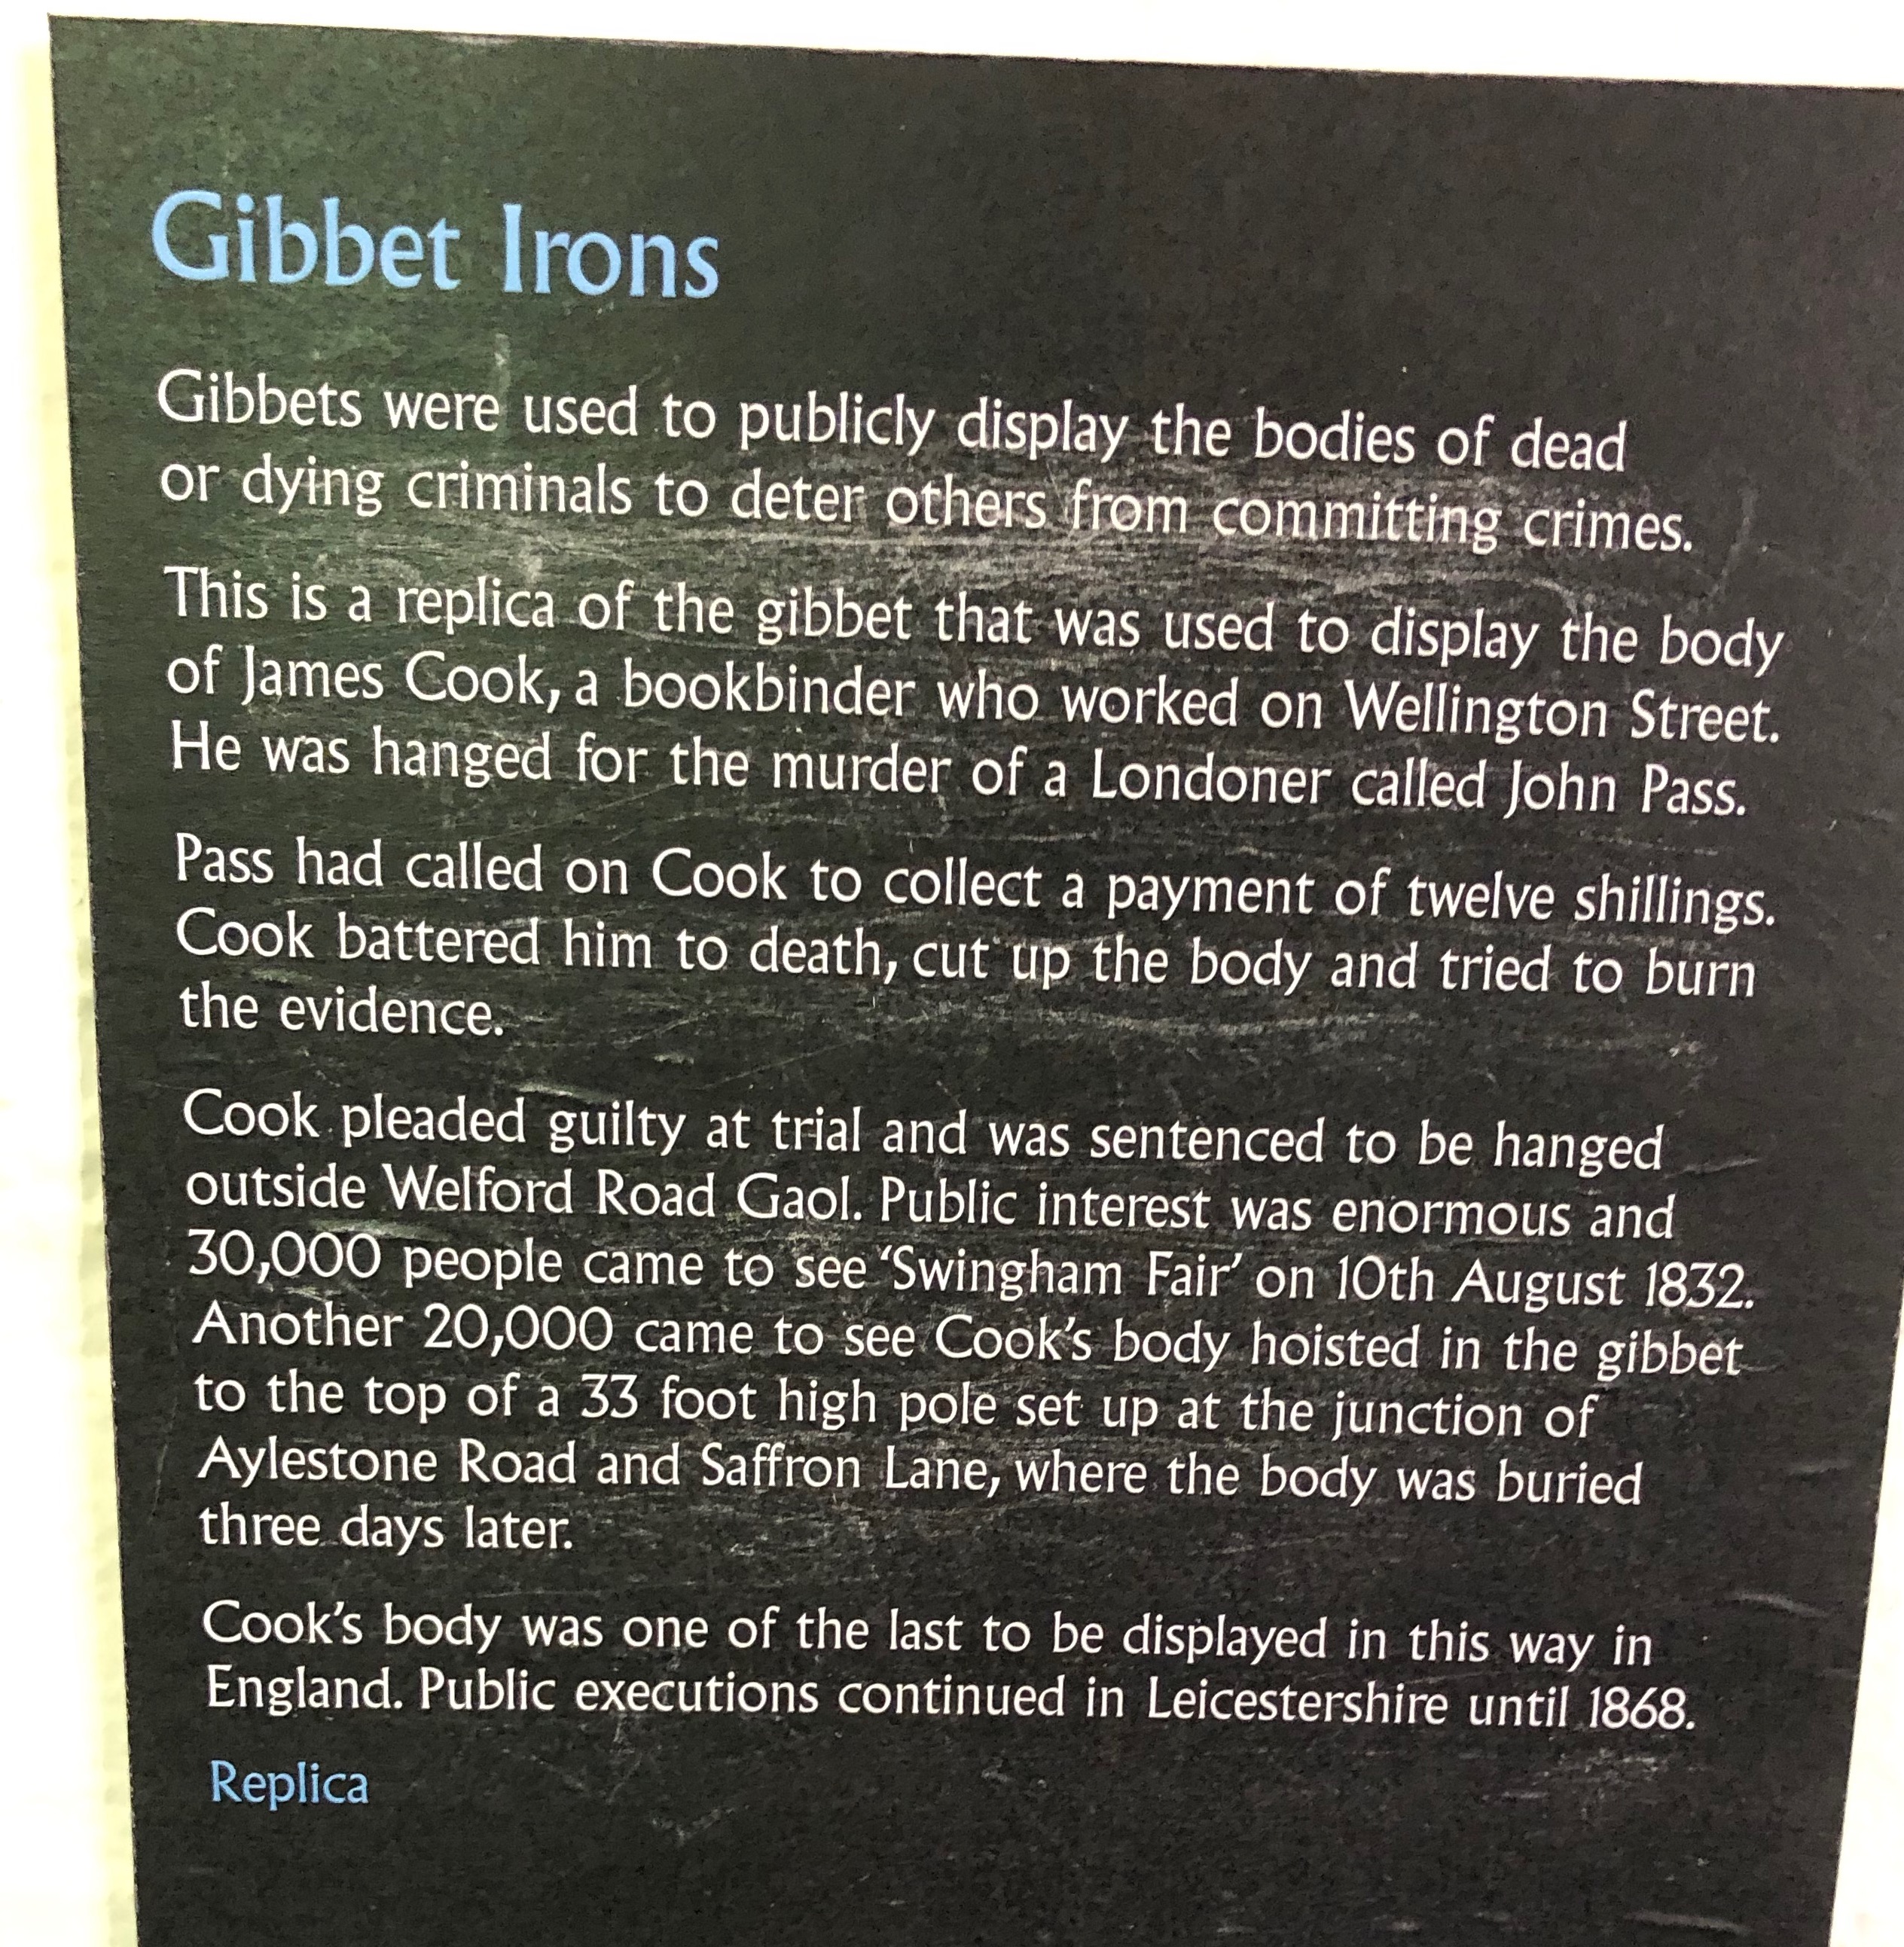 Gibbet Irons
Gibbets were used to publicly display the bodies of dead
or dying criminals to deter others from committing crimes.
This is a replica of the gibbet that was used to display the body
of James Cook, a bookbinder who worked on Wellington Street.
He was hanged for the murder of a Londoner called John Pass.
Pass had called on Cook to collect a payment of twelve shillings.
Cook battered him to death, cut up the body and tried to burn
the evidence.
Cook pleaded guilty at trial and was sentenced to be hanged
outside Welford Road Gaol. Public interest was enormous and
30,000 people came to see ‘Swingham Fair’ on 10th August 1832.
Another 20,000 came to see Cook’s body hoisted in the gibbet
to the top of a 33 foot high pole set up at the junction of
Aylestone Road and Saffron Lane, where the body was buried
three days later.
Cook’s body was one of the last to be displayed in this way in
England. Public executions continued in Leicestershire until 1868.
Replica